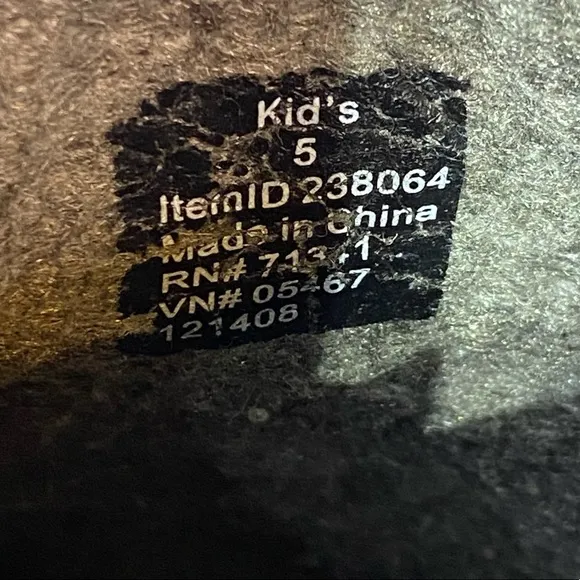 Kid's
5
ItemID 238064
Made in China
RN#
VN# 05467
121408